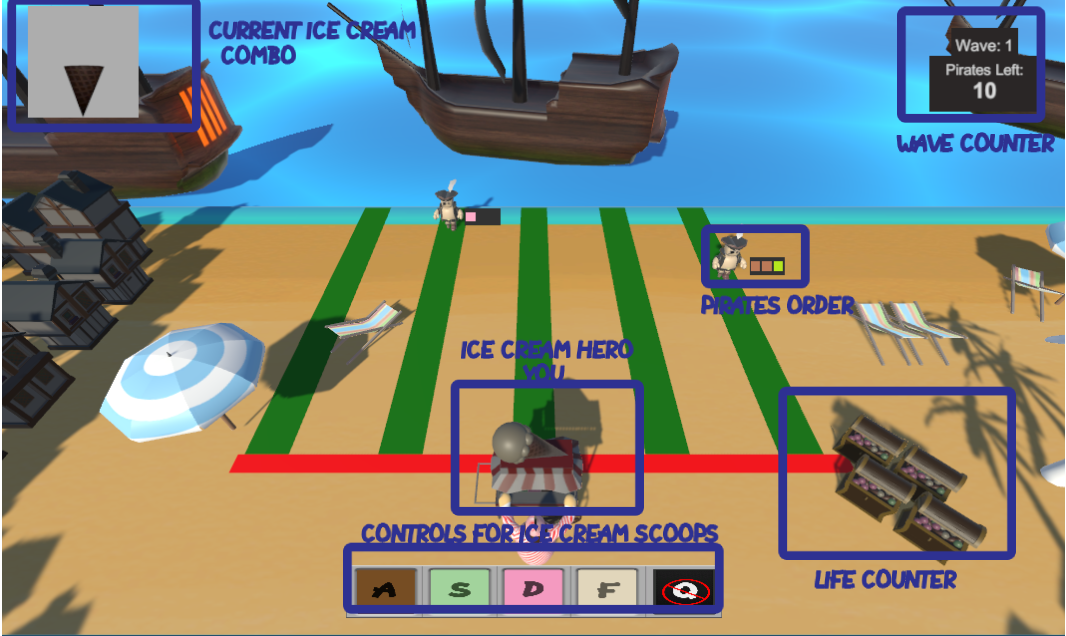 CURRENT ICE CREAM
COMBO
Wave: 1
Pirates Left:
10
WAVE COUNTER
PIRATES ORDER
ICE CREAM HERO
YOU
LIFE COUNTER
CONTROLS FOR ICE CREAM SCOOPS
A S D F Q